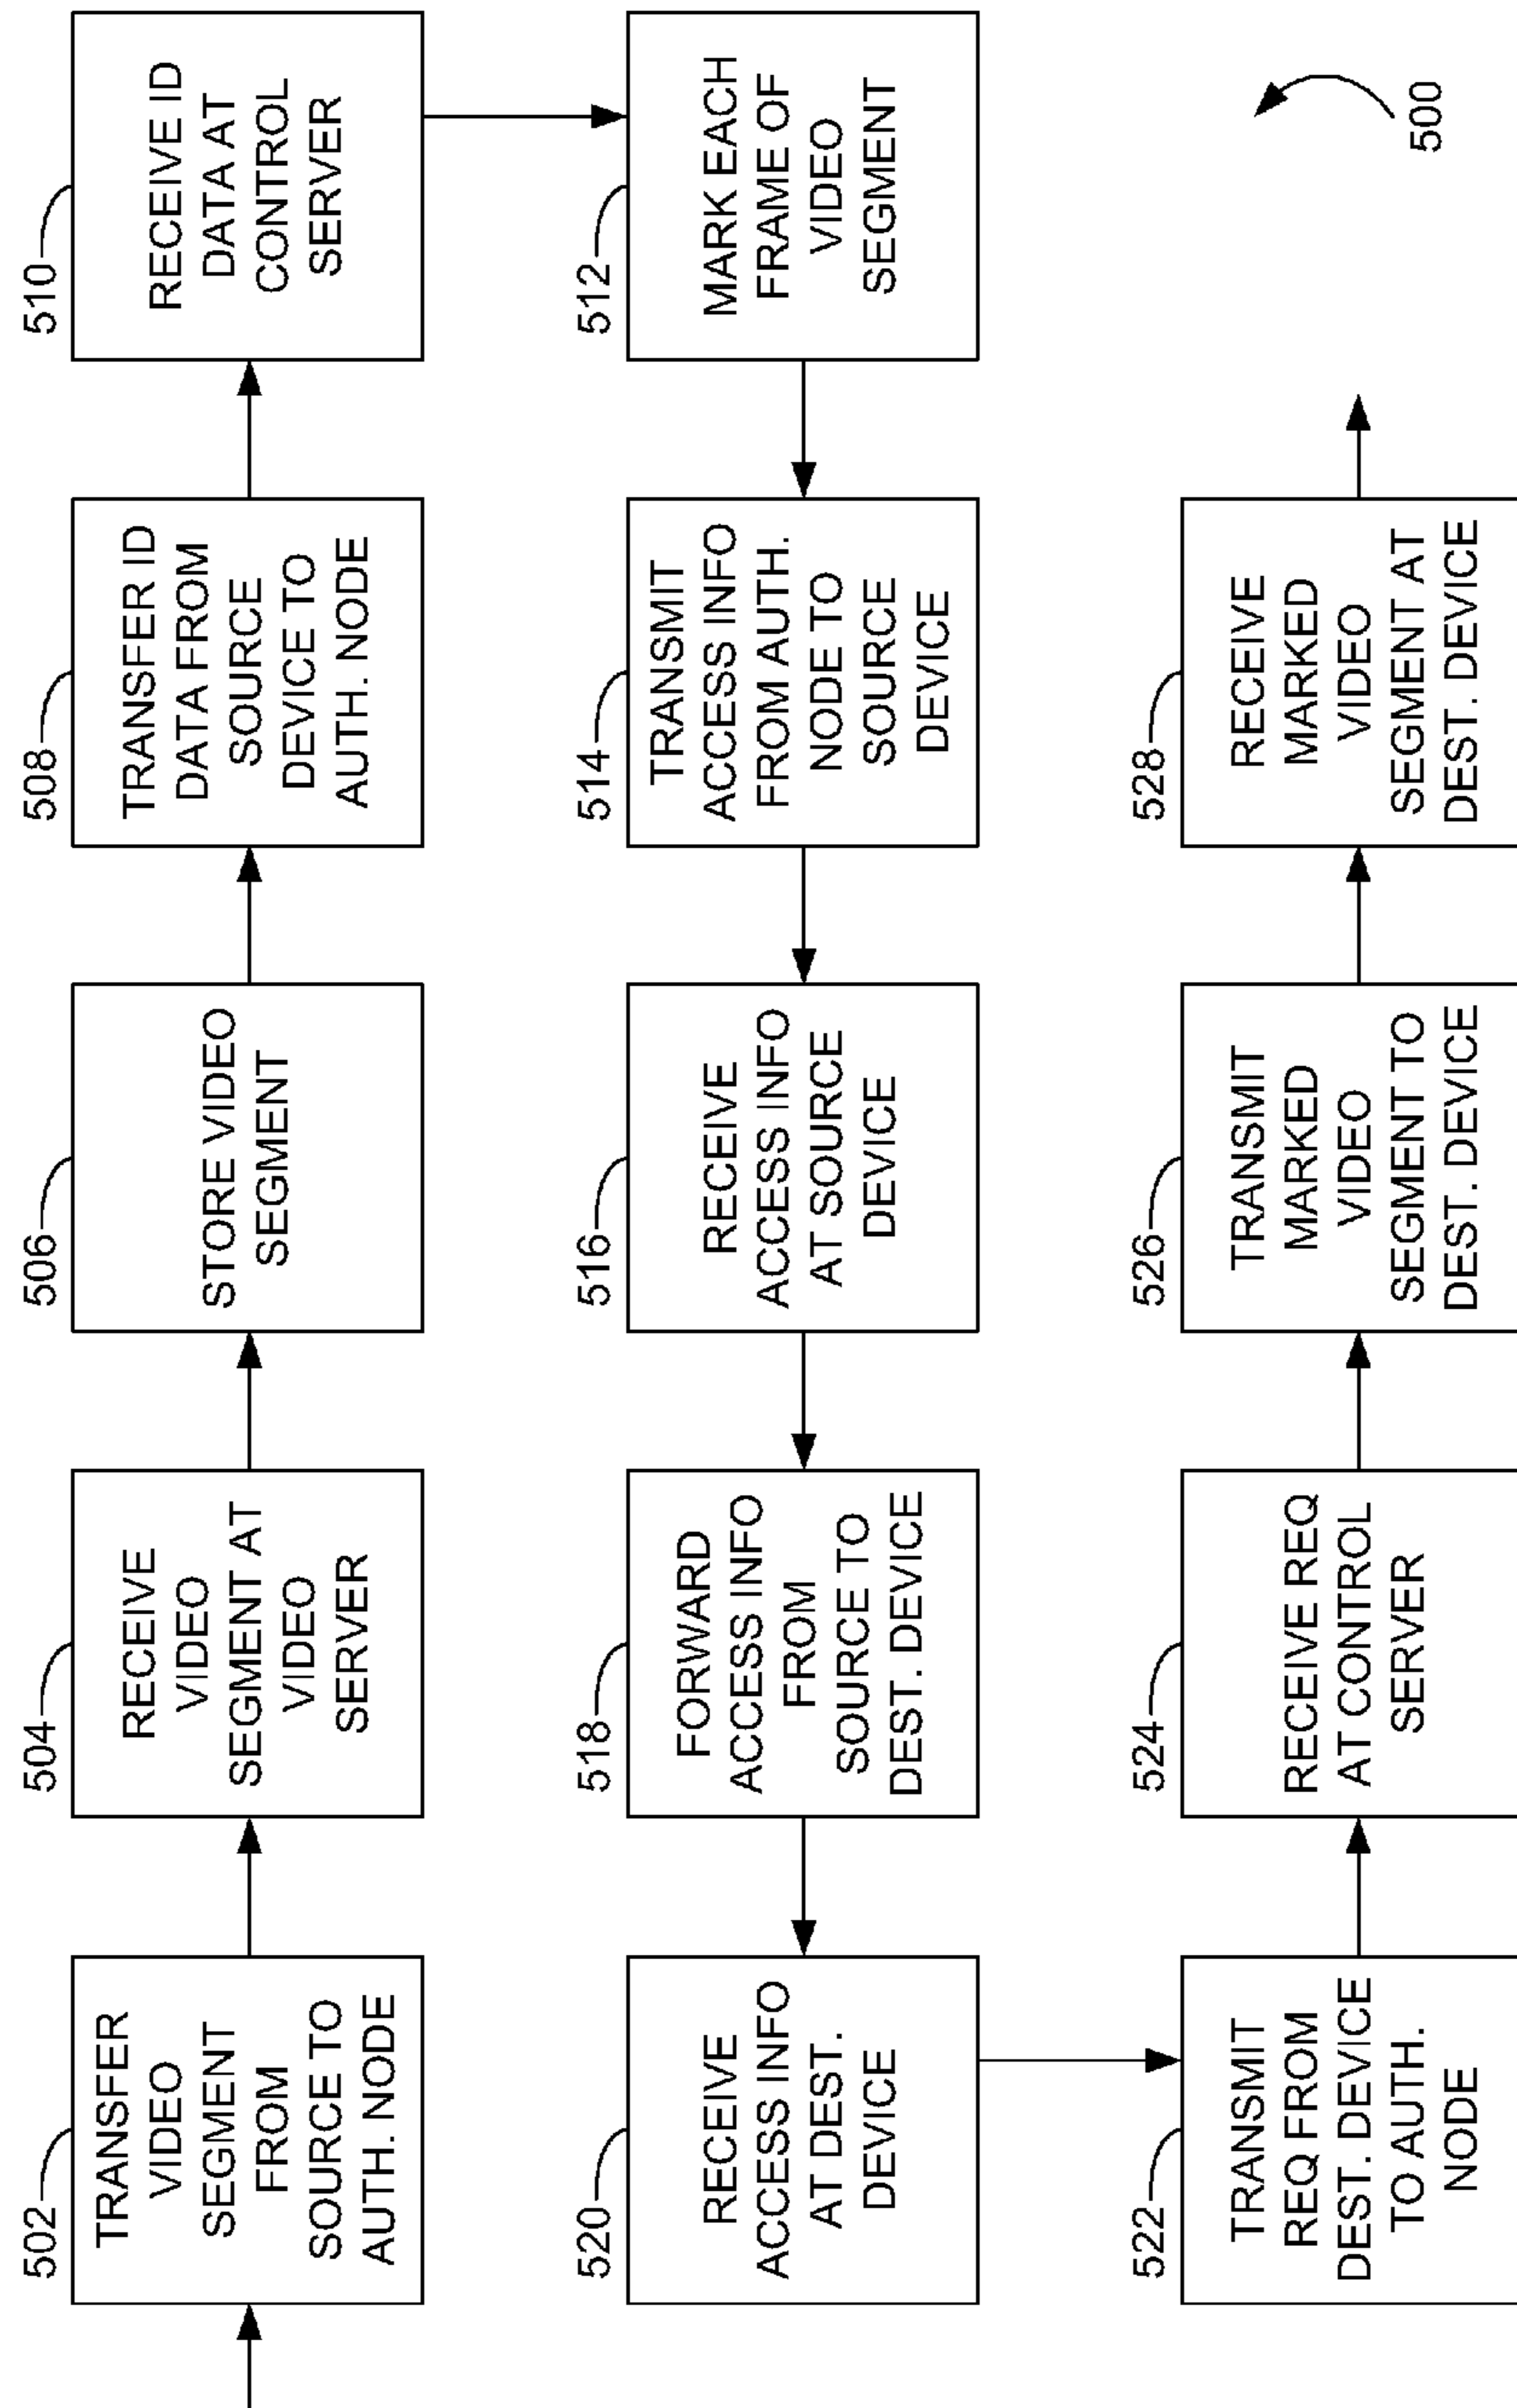 502
TRANSFER
VIDEO
SEGMENT
FROM
SOURCE TO
AUTH. NODE
504
RECEIVE
VIDEO
SEGMENT AT
VIDEO
SERVER
506
STORE VIDEO
SEGMENT
508
TRANSFER ID
DATA FROM
SOURCE
DEVICE TO
AUTH. NODE
510
RECEIVE ID
DATA AT
CONTROL
SERVER
512
MARK EACH
FRAME OF
VIDEO
SEGMENT
514
TRANSMIT
ACCESS INFO
FROM AUTH.
NODE TO
SOURCE
DEVICE
516
RECEIVE
ACCESS INFO
AT SOURCE
DEVICE
518
FORWARD
ACCESS INFO
FROM
SOURCE TO
DEST. DEVICE
520
RECEIVE
ACCESS INFO
AT DEST.
DEVICE
522
TRANSMIT
REQ FROM
DEST. DEVICE
TO AUTH.
NODE
524
RECEIVE REQ
AT CONTROL
SERVER
526
TRANSMIT
MARKED
VIDEO
SEGMENT TO
DEST. DEVICE
528
RECEIVE
MARKED
VIDEO
SEGMENT AT
DEST. DEVICE
500